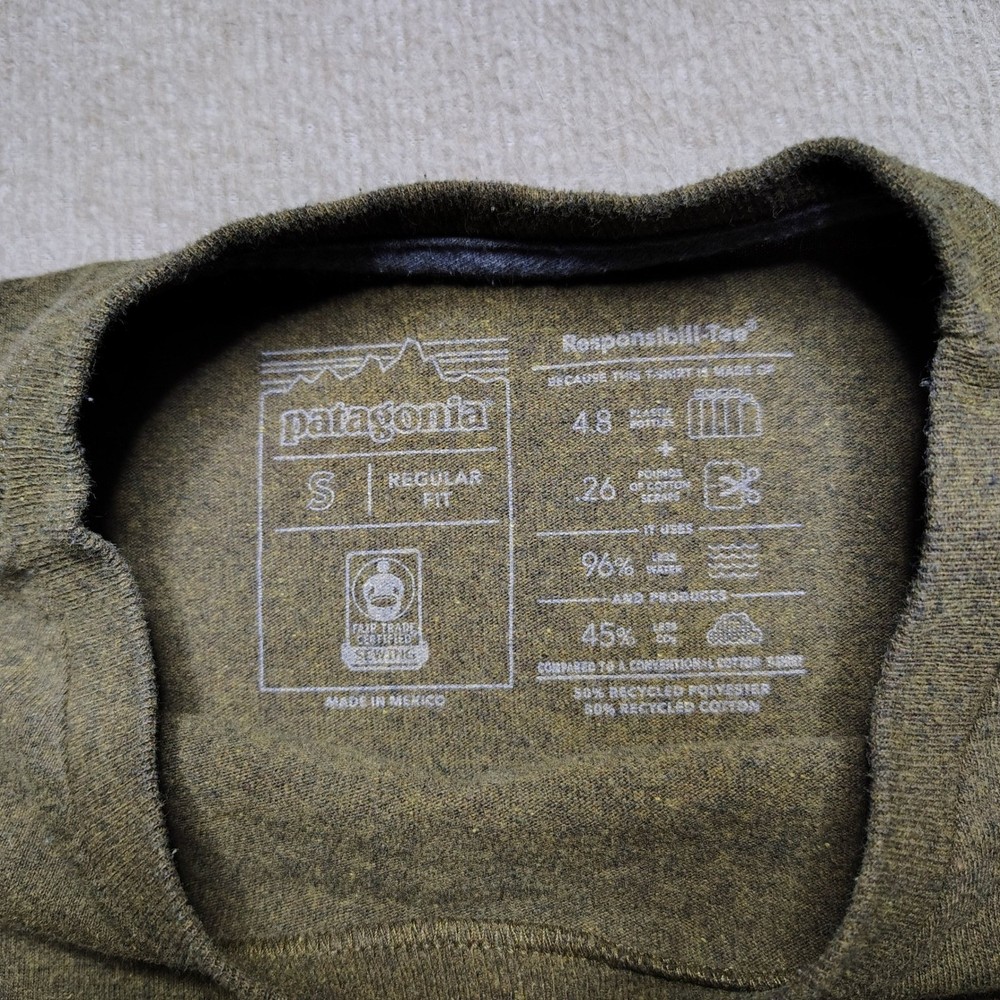 patagonia
S
REGULAR
FIT
FAIR TRADE
CERTIFIED
SEWING
MADE IN MEXICO
Responsibili-Tee®
BECAUSE THIS T-SHIRT IS MADE OF
4.8 PLASTIC
BOTTLES
+
.26 POUNDS
OF COTTON
SCRAPS
IT USES
96% LESS
WATER
AND PRODUCES
45% LESS
CO₂
COMPARED TO A CONVENTIONAL COTTON T-SHIRT
50% RECYCLED POLYESTER
50% RECYCLED COTTON